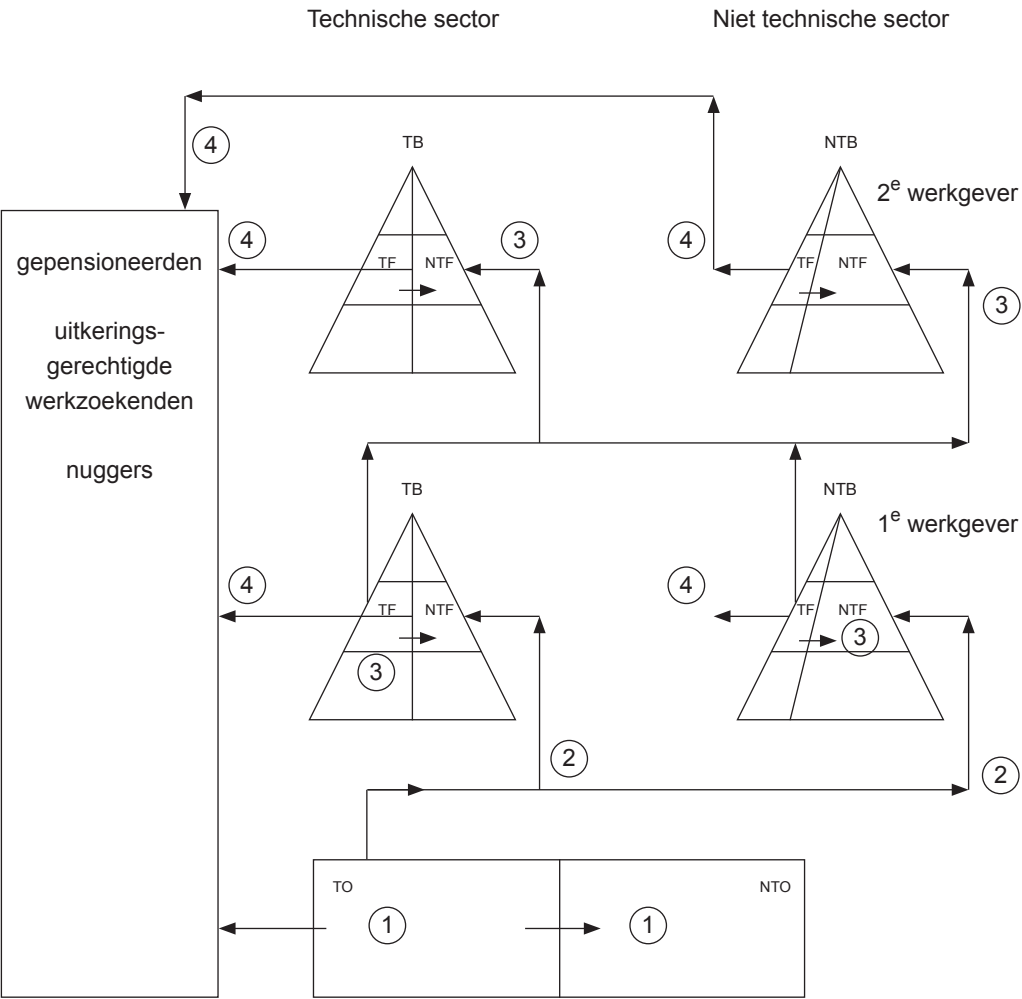 Technische sector
Niet technische sector
4
TB
NTB
2e werkgever
gepensioneerden
4
3
4
TF
NTF
TF
NTF
3
uitkerings-
gerechtigde
werkzoekenden
nuggers
TB
NTB
1e werkgever
4
4
TF
NTF
TF
NTF
3
3
2
2
TO
NTO
1
1